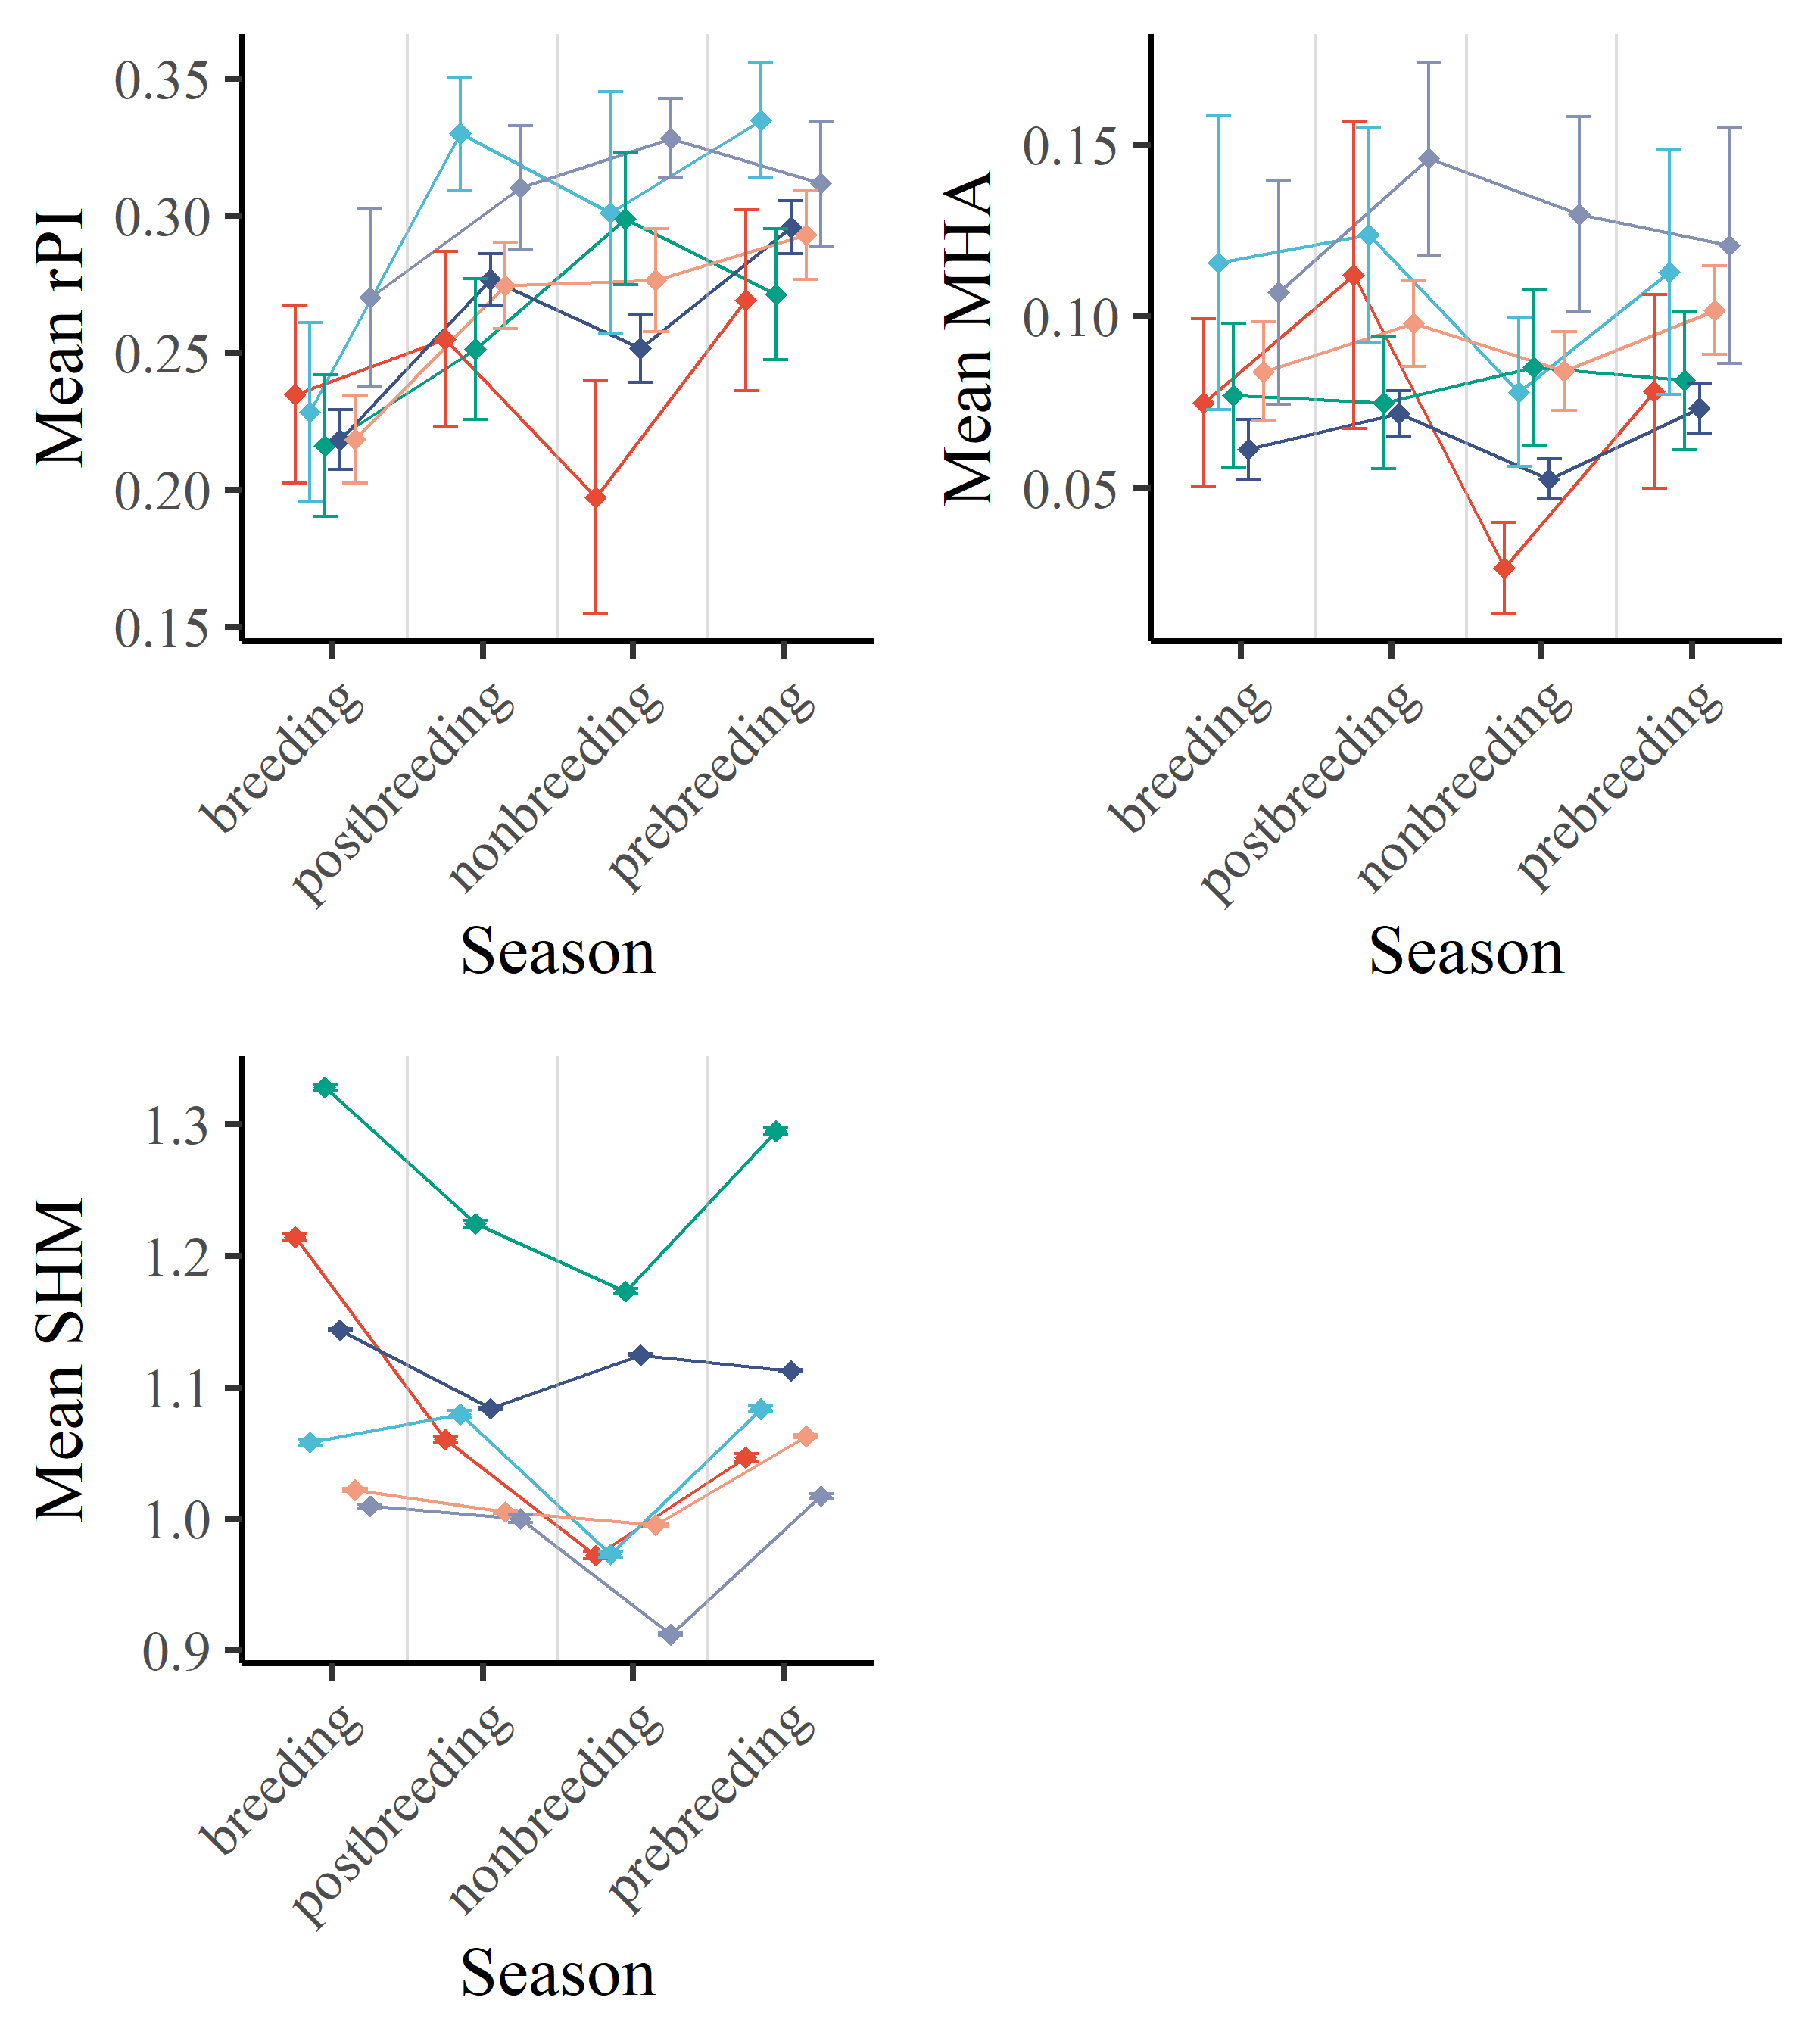 Mean rPI
0.35
0.30
0.25
0.20
0.15
breeding
postbreeding
nonbreeding
prebreeding
Season
Mean MHA
0.15
0.10
0.05
breeding
postbreeding
nonbreeding
prebreeding
Season
Mean SHM
1.3
1.2
1.1
1.0
0.9
breeding
postbreeding
nonbreeding
prebreeding
Season